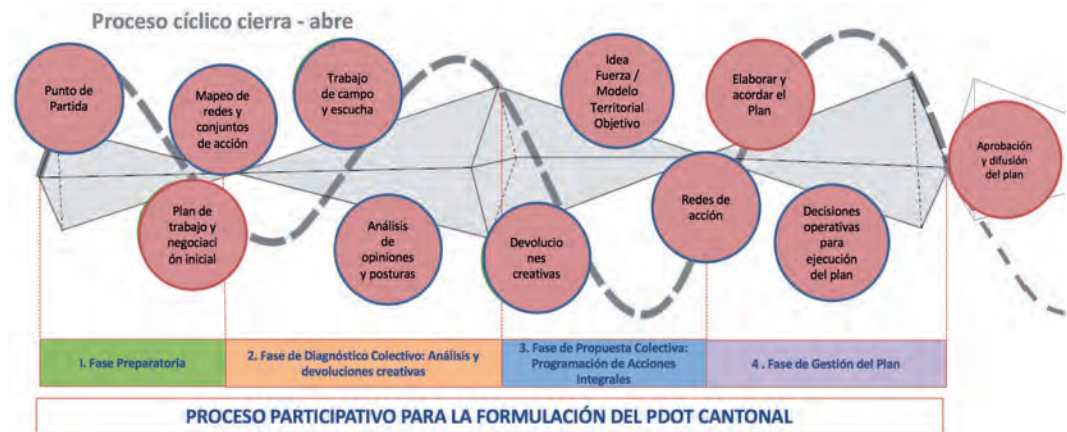 Proceso cíclico cierra - abre
Punto de
Partida
Mapeo de
redes y
conjuntos
de acción
Plan de
trabajo y
negociaci
ón inicial
Trabajo
de campo
y escucha
Análisis
de
opiniones
y posturas
Devolucio
nes
creativas
Idea
Fuerza /
Modelo
Territorial
Objetivo
Redes de
acción
Elaborar y
acordar el
Plan
Decisiones
operativas
para
ejecución
del plan
Aprobación
y difusión
del plan
I. Fase Preparatoria
2. Fase de Diagnóstico Colectivo: Análisis y
devoluciones creativas
3. Fase de Propuesta Colectiva:
Programación de Acciones
Integrales
4 . Fase de Gestión del Plan
PROCESO PARTICIPATIVO PARA LA FORMULACIÓN DEL PDOT CANTONAL